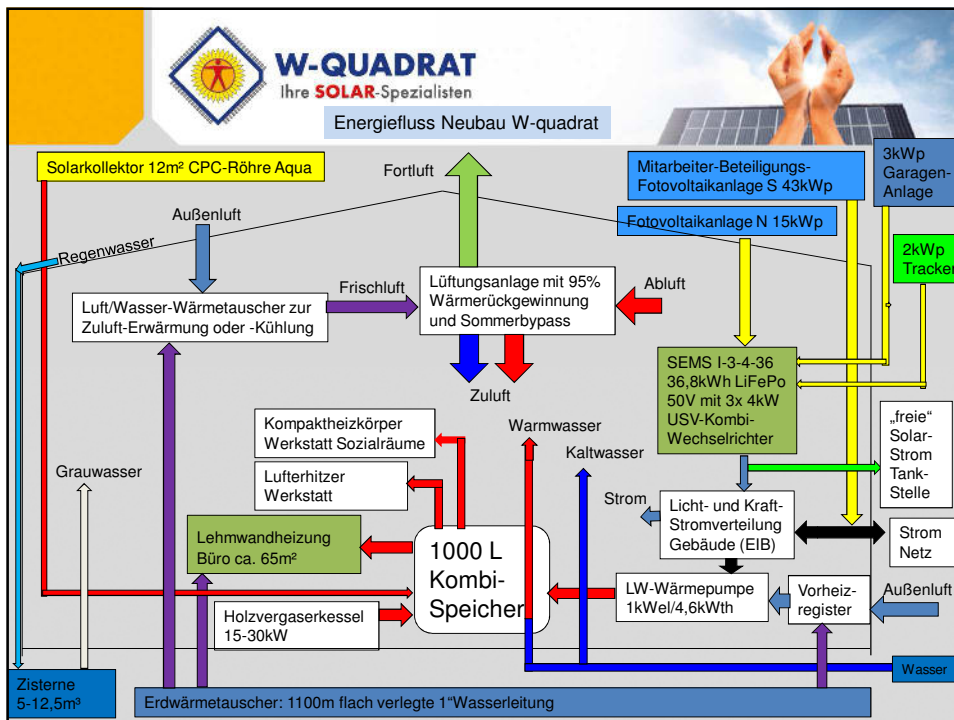 W-QUADRAT
Ihre SOLAR-Spezialisten
Energiefluss Neubau W-quadrat
Solarkollektor 12m² CPC-Röhre Aqua
Fortluft
Mitarbeiter-Beteiligungs-
Fotovoltaikanlage S 43kWp
3kWp
Garagen-
Anlage
Außenluft
Fotovoltaikanlage N 15kWp
Regenwasser
2kWp
Tracker
Luft/Wasser-Wärmetauscher zur
Zuluft-Erwärmung oder -Kühlung
Frischluft
Lüftungsanlage mit 95%
Wärmerückgewinnung
und Sommerbypass
Abluft
Zuluft
SEMS I-3-4-36
36,8kWh LiFePo
50V mit 3x 4kW
USV-Kombi-
Wechselrichter
Kompaktheizkörper
Werkstatt Sozialräume
Warmwasser
Kaltwasser
„freie“
Solar-
Strom
Tank-
Stelle
Grauwasser
Lufterhitzer
Werkstatt
Strom
Licht- und Kraft-
Stromverteilung
Gebäude (EIB)
Strom
Netz
Lehmwandheizung
Büro ca. 65m²
1000 L
Kombi-
Speicher
LW-Wärmepumpe
1kWel/4,6kWth
Vorheiz-
register
Außenluft
Holzvergaserkessel
15-30kW
Wasser
Zisterne
5-12,5m³
Erdwärmetauscher: 1100m flach verlegte 1“Wasserleitung